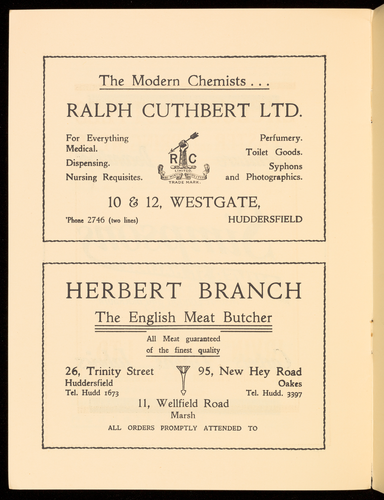 The Modern Chemists . . .
RALPH CUTHBERT LTD.
For Everything
Medical.
Dispensing.
Nursing Requisites.
R C
LIMITED
TRADE MARK.
Perfumery.
Toilet Goods.
Syphons
and Photographics.
10 & 12, WESTGATE,
'Phone 2746 (two lines)
HUDDERSFIELD
HERBERT BRANCH
The English Meat Butcher
All Meat guaranteed
of the finest quality
26, Trinity Street
Huddersfield
Tel. Hudd 1673
95, New Hey Road
Oakes
Tel. Hudd. 3397
11, Wellfield Road
Marsh
ALL ORDERS PROMPTLY ATTENDED TO